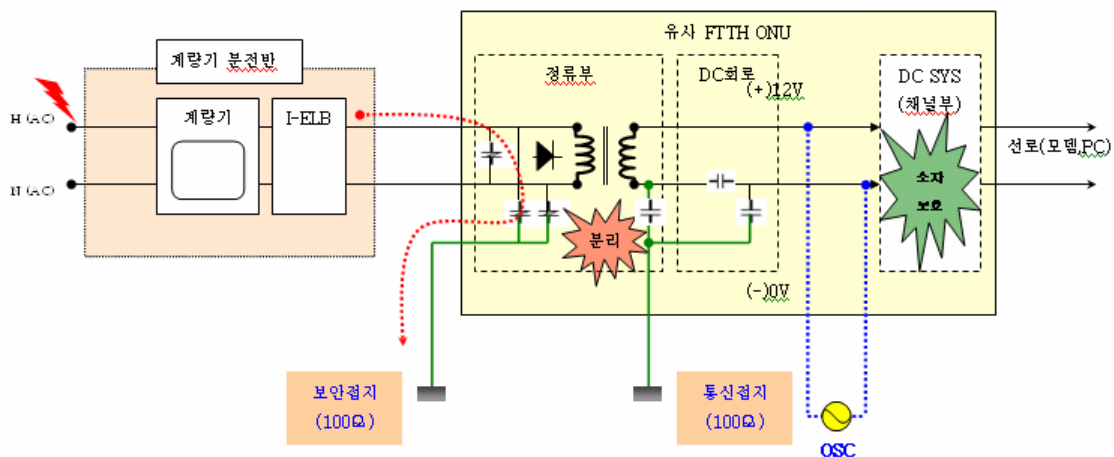 유사 FTTH ONU
계량기 분전반
정류부
DC회로
(+)12V
DC SYS
(채널부)
H (AC)
계량기
I-ELB
선로(모뎀,PC)
N (AC)
소자
보호
분리
(-)0V
보안접지
(100Ω)
통신접지
(100Ω)
OSC